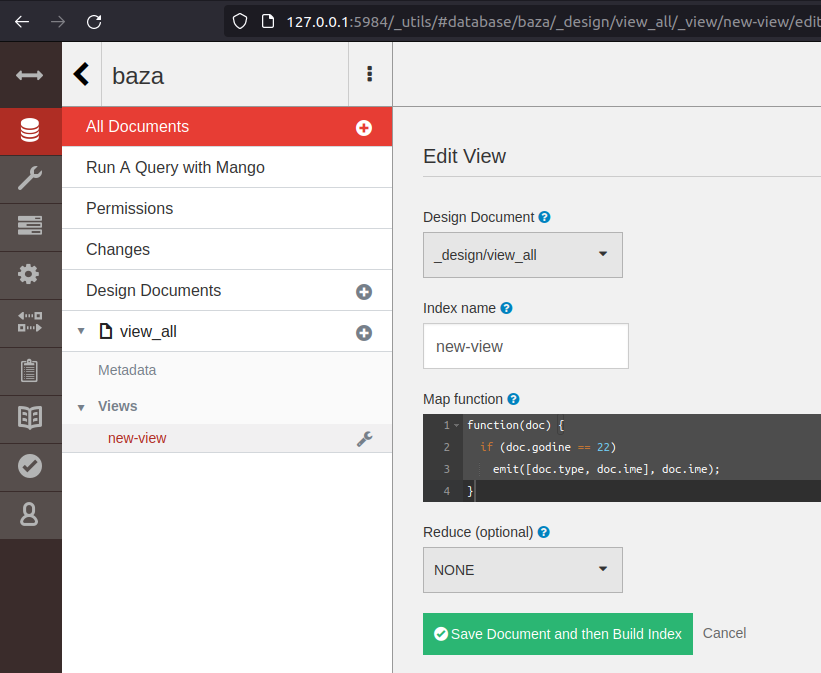 127.0.0.1:5984/_utils/#database/baza/_design/view_all/_view/new-view/edit
baza
All Documents
Run A Query with Mango
Permissions
Changes
Design Documents
view_all
Metadata
Views
new-view
Edit View
Design Document
_design/view_all
Index name
new-view
Map function
1 function(doc) {
2 if (doc.godine == 22)
3 emit([doc.type, doc.ime], doc.ime);
4 }
Reduce (optional)
NONE
Save Document and then Build Index Cancel